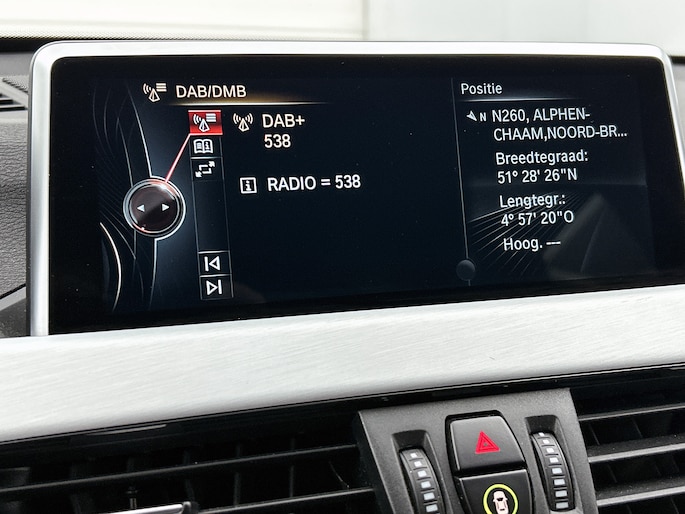 DAB/DMB
DAB+
538
RADIO = 538
Positie
N N260, ALPHEN-
CHAAM,NOORD-BR...
Breedtegraad:
51° 28' 26"N
Lengtegr.:
4° 57' 20"O
Hoog. ---